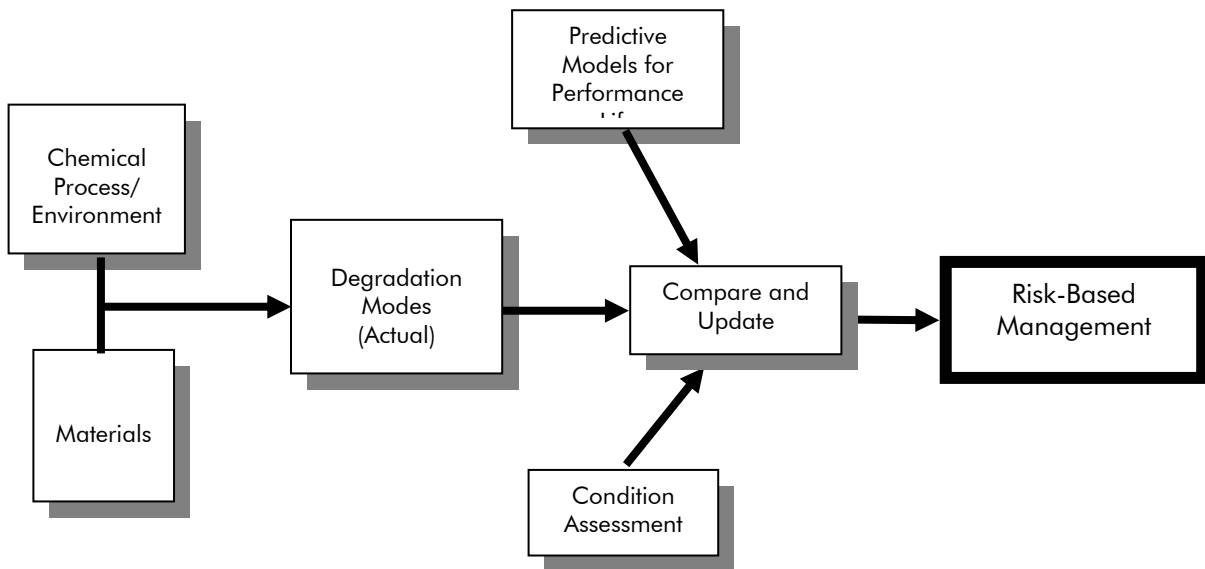 Predictive
Models for
Performance
Chemical
Process/
Environment
Degradation
Modes
(Actual)
Compare and
Update
Risk-Based
Management
Materials
Condition
Assessment